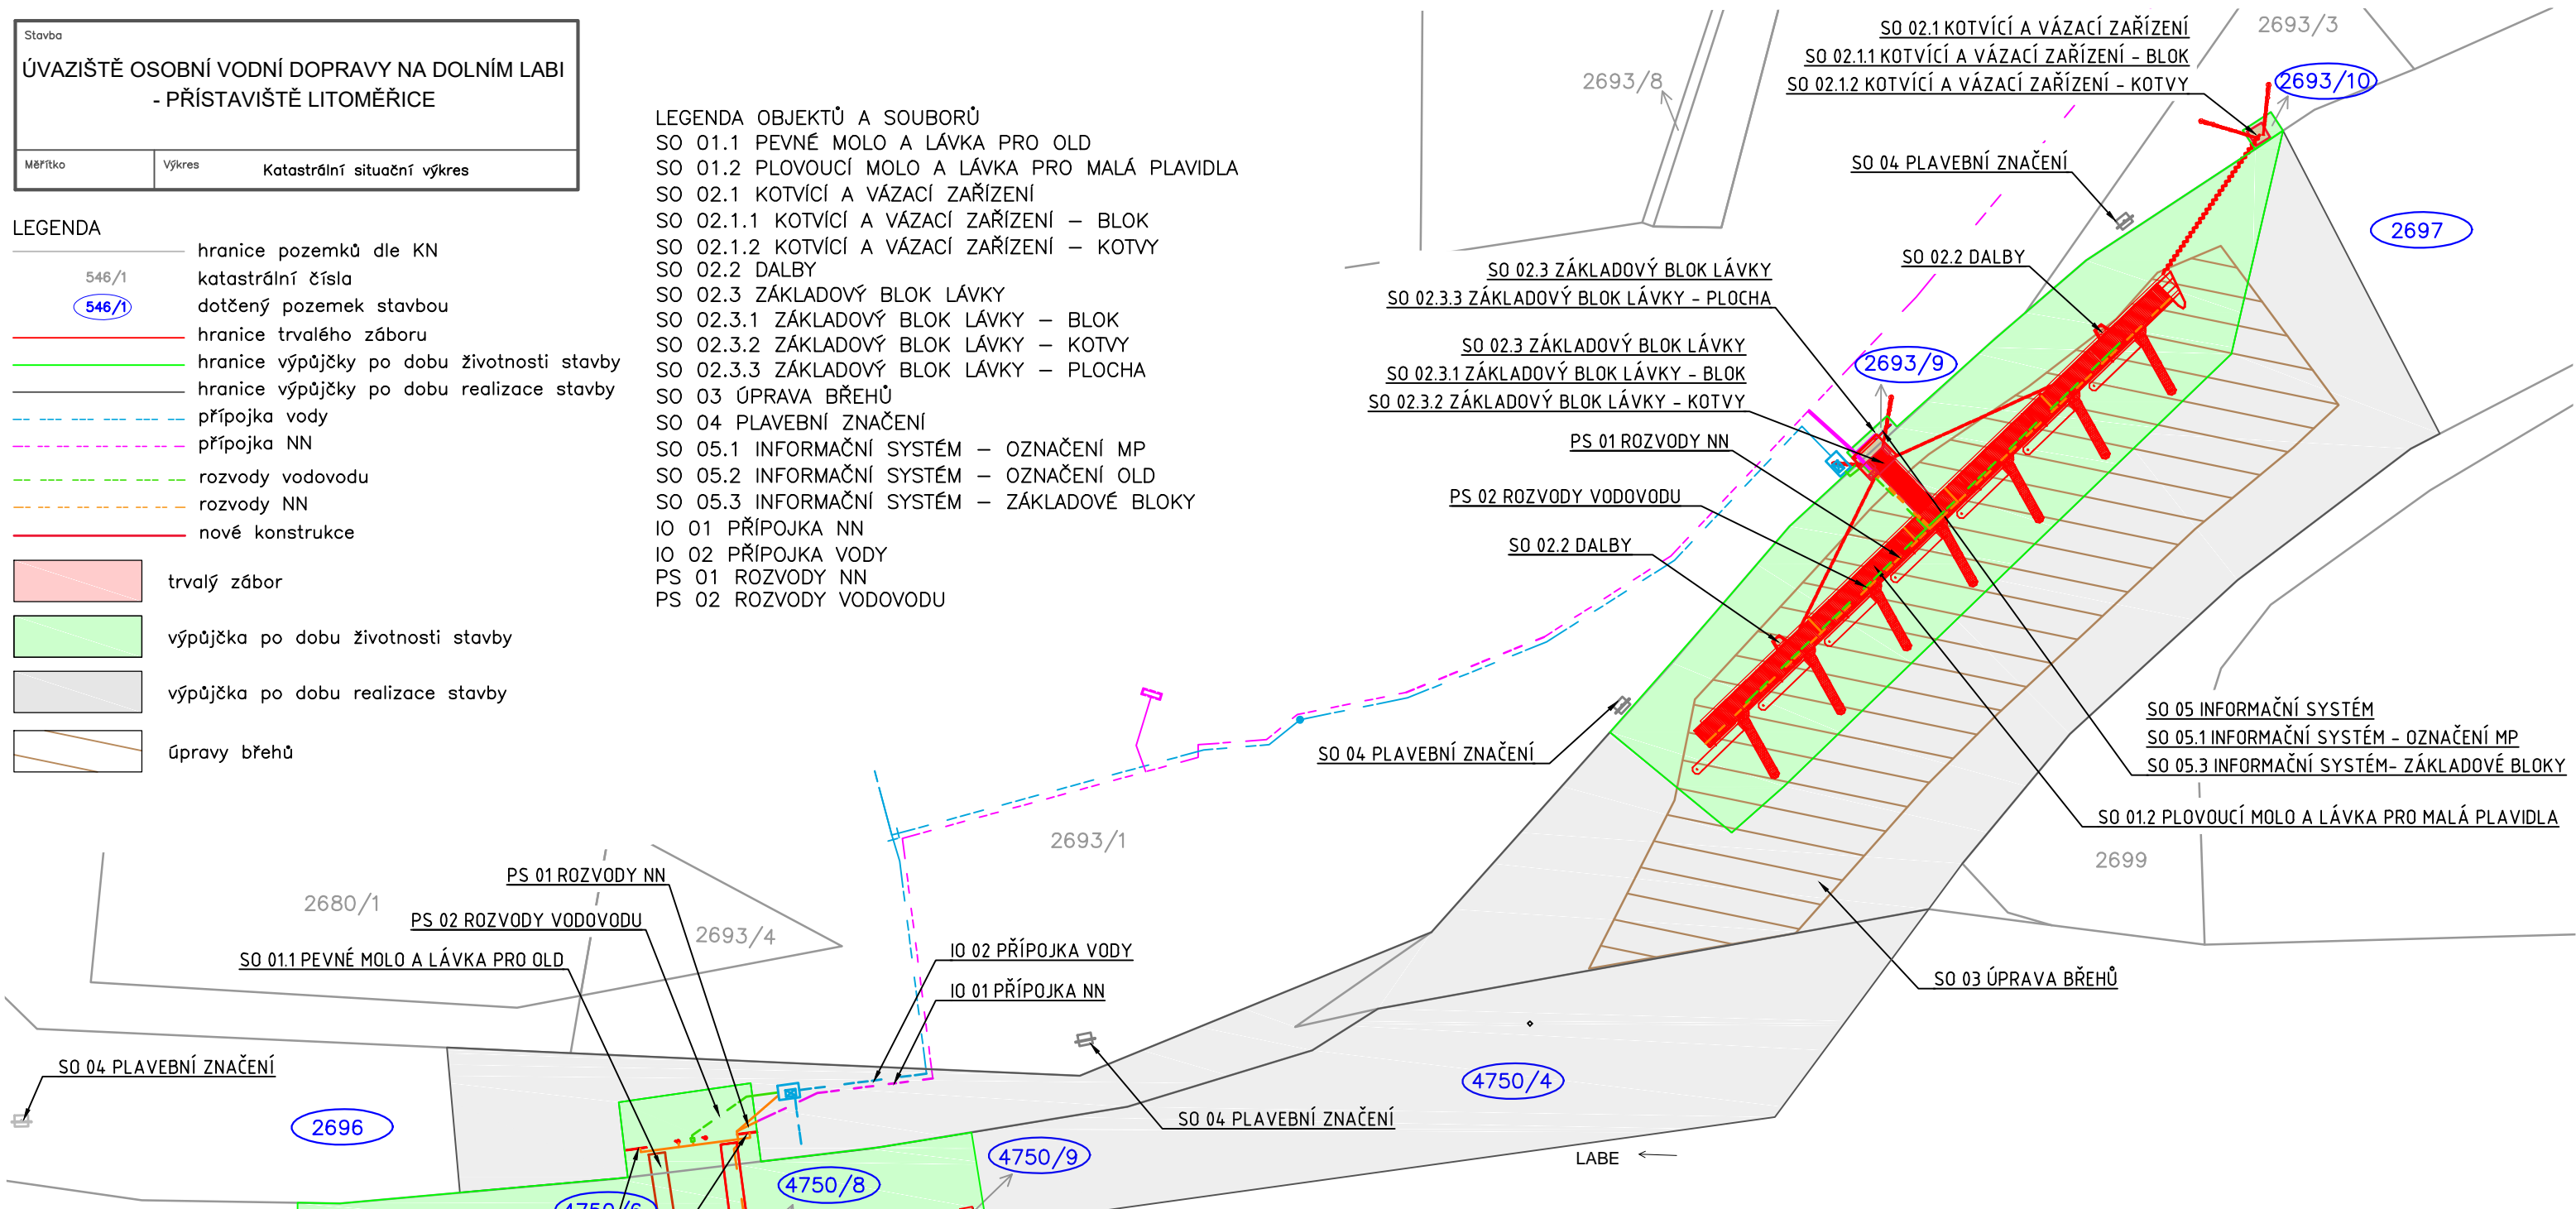 Stavba
ÚVAZIŠTĚ OSOBNÍ VODNÍ DOPRAVY NA DOLNÍM LABI
- PŘÍSTAVIŠTĚ LITOMĚŘICE
Měřítko
Výkres
Katastrální situační výkres
LEGENDA
hranice pozemků dle KN
546/1
katastrální čísla
546/1
dotčený pozemek stavbou
hranice trvalého záboru
hranice výpůjčky po dobu životnosti stavby
hranice výpůjčky po dobu realizace stavby
přípojka vody
přípojka NN
rozvody vodovodu
rozvody NN
nové konstrukce
trvalý zábor
výpůjčka po dobu životnosti stavby
výpůjčka po dobu realizace stavby
úpravy břehů
LEGENDA OBJEKTŮ A SOUBORŮ
SO 01.1 PEVNÉ MOLO A LÁVKA PRO OLD
SO 01.2 PLOVOUCÍ MOLO A LÁVKA PRO MALÁ PLAVIDLA
SO 02.1 KOTVÍCÍ A VÁZACÍ ZAŘÍZENÍ
SO 02.1.1 KOTVÍCÍ A VÁZACÍ ZAŘÍZENÍ – BLOK
SO 02.1.2 KOTVÍCÍ A VÁZACÍ ZAŘÍZENÍ – KOTVY
SO 02.2 DALBY
SO 02.3 ZÁKLADOVÝ BLOK LÁVKY
SO 02.3.1 ZÁKLADOVÝ BLOK LÁVKY – BLOK
SO 02.3.2 ZÁKLADOVÝ BLOK LÁVKY – KOTVY
SO 02.3.3 ZÁKLADOVÝ BLOK LÁVKY – PLOCHA
SO 03 ÚPRAVA BŘEHŮ
SO 04 PLAVEBNÍ ZNAČENÍ
SO 05.1 INFORMAČNÍ SYSTÉM – OZNAČENÍ MP
SO 05.2 INFORMAČNÍ SYSTÉM – OZNAČENÍ OLD
SO 05.3 INFORMAČNÍ SYSTÉM – ZÁKLADOVÉ BLOKY
IO 01 PŘÍPOJKA NN
IO 02 PŘÍPOJKA VODY
PS 01 ROZVODY NN
PS 02 ROZVODY VODOVODU
SO 02.1 KOTVÍCÍ A VÁZACÍ ZAŘÍZENÍ
SO 02.1.1 KOTVÍCÍ A VÁZACÍ ZAŘÍZENÍ – BLOK
SO 02.1.2 KOTVÍCÍ A VÁZACÍ ZAŘÍZENÍ – KOTVY
2693/3
2693/8
2693/10
SO 04 PLAVEBNÍ ZNAČENÍ
2697
SO 02.2 DALBY
SO 02.3 ZÁKLADOVÝ BLOK LÁVKY
SO 02.3.3 ZÁKLADOVÝ BLOK LÁVKY – PLOCHA
SO 02.3 ZÁKLADOVÝ BLOK LÁVKY
SO 02.3.1 ZÁKLADOVÝ BLOK LÁVKY – BLOK
SO 02.3.2 ZÁKLADOVÝ BLOK LÁVKY – KOTVY
2693/9
PS 01 ROZVODY NN
PS 02 ROZVODY VODOVODU
SO 02.2 DALBY
SO 04 PLAVEBNÍ ZNAČENÍ
SO 05 INFORMAČNÍ SYSTÉM
SO 05.1 INFORMAČNÍ SYSTÉM – OZNAČENÍ MP
SO 05.3 INFORMAČNÍ SYSTÉM– ZÁKLADOVÉ BLOKY
SO 01.2 PLOVOUCÍ MOLO A LÁVKA PRO MALÁ PLAVIDLA
2699
SO 03 ÚPRAVA BŘEHŮ
2693/1
2680/1
2693/4
PS 01 ROZVODY NN
PS 02 ROZVODY VODOVODU
SO 01.1 PEVNÉ MOLO A LÁVKA PRO OLD
IO 02 PŘÍPOJKA VODY
IO 01 PŘÍPOJKA NN
SO 04 PLAVEBNÍ ZNAČENÍ
2696
SO 04 PLAVEBNÍ ZNAČENÍ
4750/4
4750/9
4750/8
4750/6
LABE